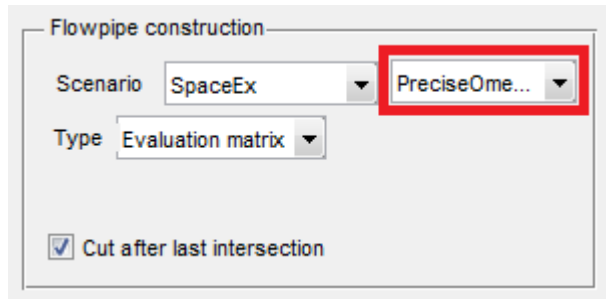 Flowpipe construction
Scenario SpaceEx PreciseOme...
Type Evaluation matrix
Cut after last intersection